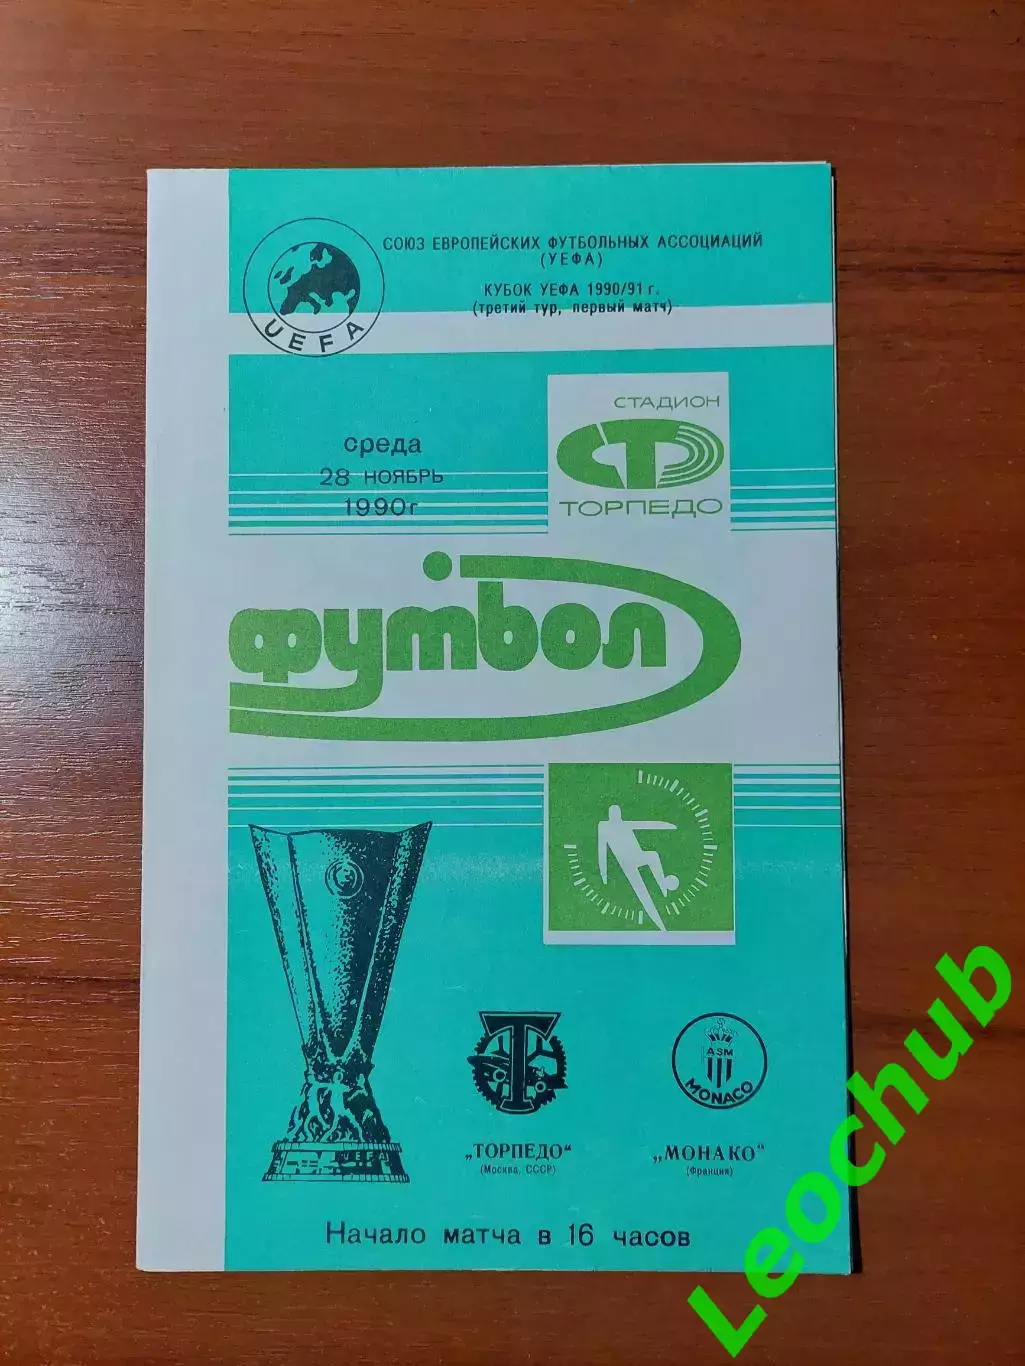 СОЮЗ ЕВРОПЕЙСКИХ ФУТБОЛЬНЫХ АССОЦИАЦИЙ
(УЕФА)
КУБОК УЕФА 1990/91 г.
(третий тур, первый матч)
UEFA
СТАДИОН
ТОРПЕДО
среда
28 НОЯБРЬ
1990г
футбол
UEFA
ASM
MONACO
„ТОРПЕДО“
(Москва, СССР)
„МОНАКО“
(Франция)
Начало матча в 16 часов
Leochub